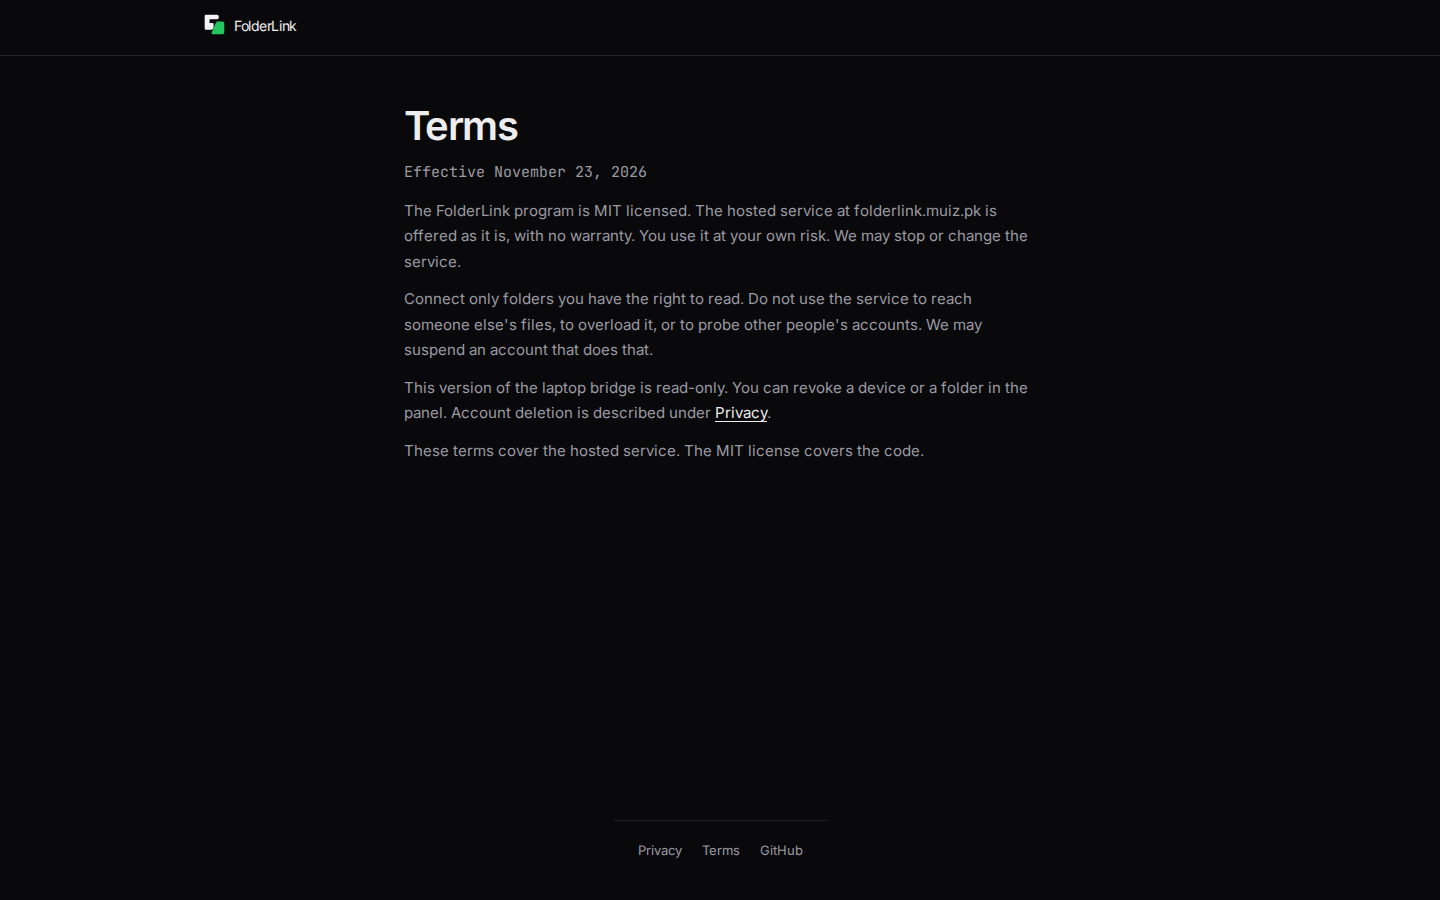 FolderLink
Terms
Effective November 23, 2026
The FolderLink program is MIT licensed. The hosted service at folderlink.muiz.pk is
offered as it is, with no warranty. You use it at your own risk. We may stop or change the
service.
Connect only folders you have the right to read. Do not use the service to reach
someone else's files, to overload it, or to probe other people's accounts. We may
suspend an account that does that.
This version of the laptop bridge is read-only. You can revoke a device or a folder in the
panel. Account deletion is described under Privacy.
These terms cover the hosted service. The MIT license covers the code.
Privacy Terms GitHub